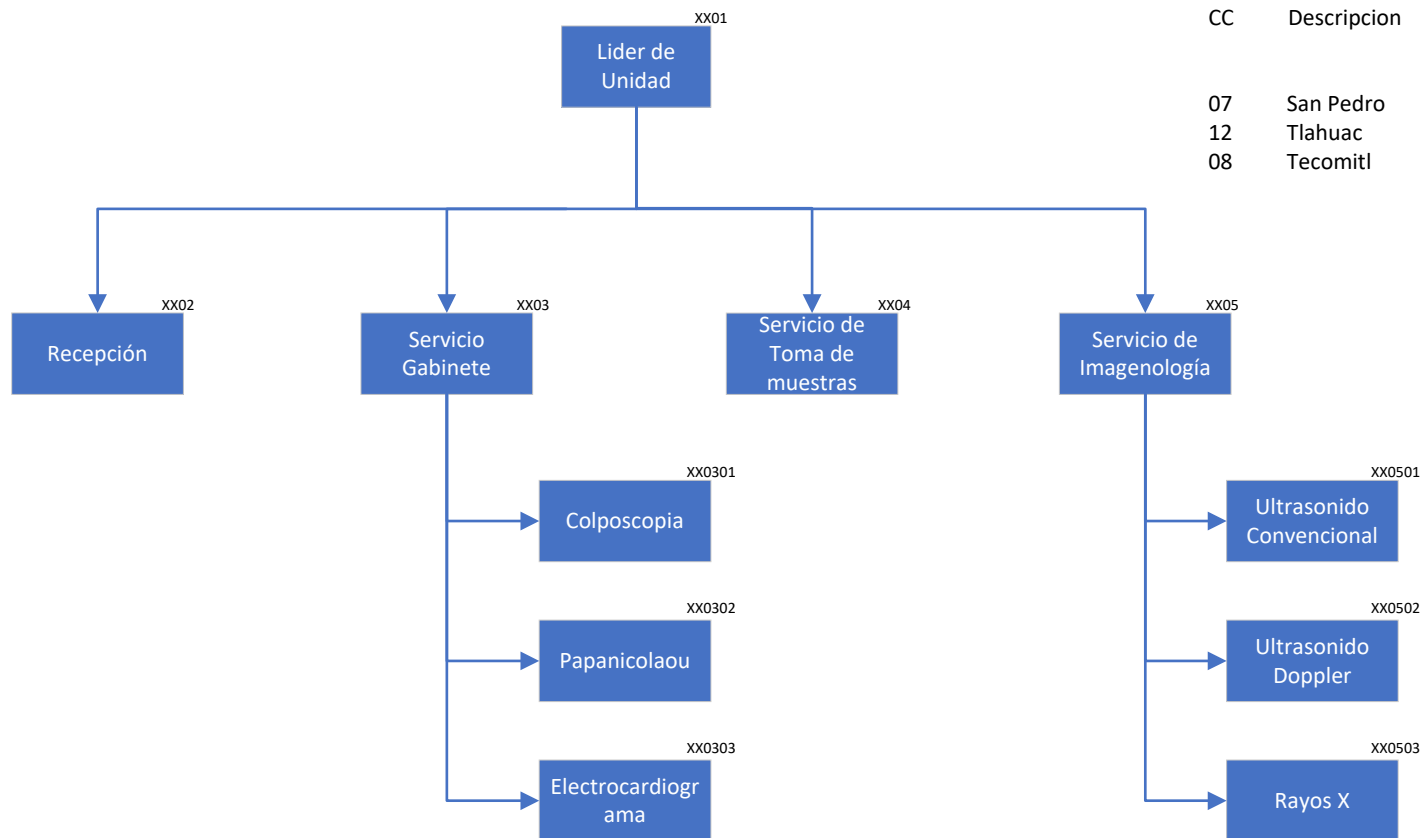 XX01
Lider de
Unidad
CC Descripcion
07 San Pedro
12 Tlahuac
08 Tecomitl
XX02
Recepción
XX03
Servicio
Gabinete
XX04
Servicio de
Toma de
muestras
XX05
Servicio de
Imagenología
XX0301
Colposcopia
XX0302
Papanicolaou
XX0303
Electrocardiogr
ama
XX0501
Ultrasonido
Convencional
XX0502
Ultrasonido
Doppler
XX0503
Rayos X